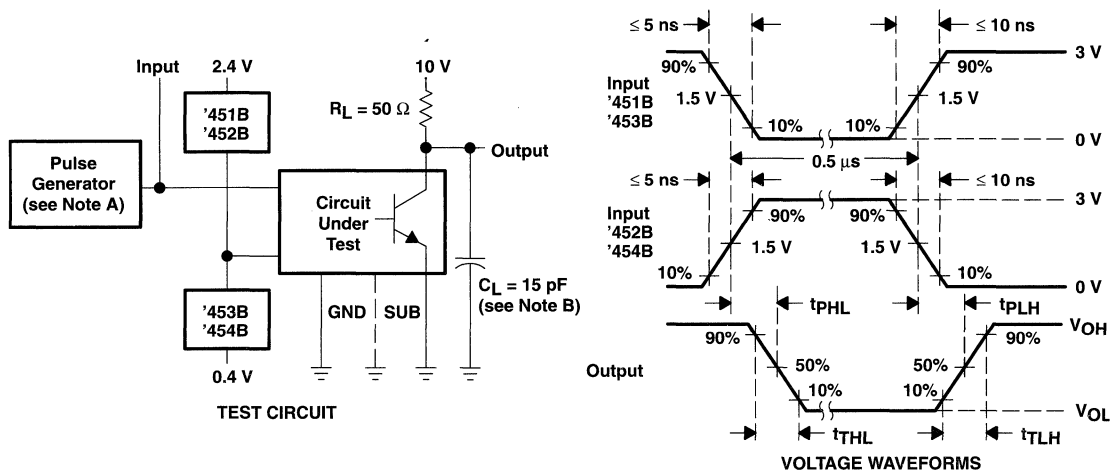 Input
2.4 V
'451B
'452B
Pulse
Generator
(see Note A)
'453B
'454B
0.4 V
10 V
R_L = 50 Ω
Output
Circuit
Under
Test
GND
SUB
C_L = 15 pF
(see Note B)
TEST CIRCUIT
≤ 5 ns
≤ 10 ns
3 V
90%
90%
Input
'451B
'453B
1.5 V
1.5 V
10%
10%
0 V
0.5 µs
≤ 5 ns
≤ 10 ns
3 V
90%
90%
Input
'452B
'454B
1.5 V
1.5 V
10%
10%
0 V
t_PHL
t_PLH
V_OH
90%
90%
Output
50%
50%
10%
10%
V_OL
t_THL
t_TLH
VOLTAGE WAVEFORMS